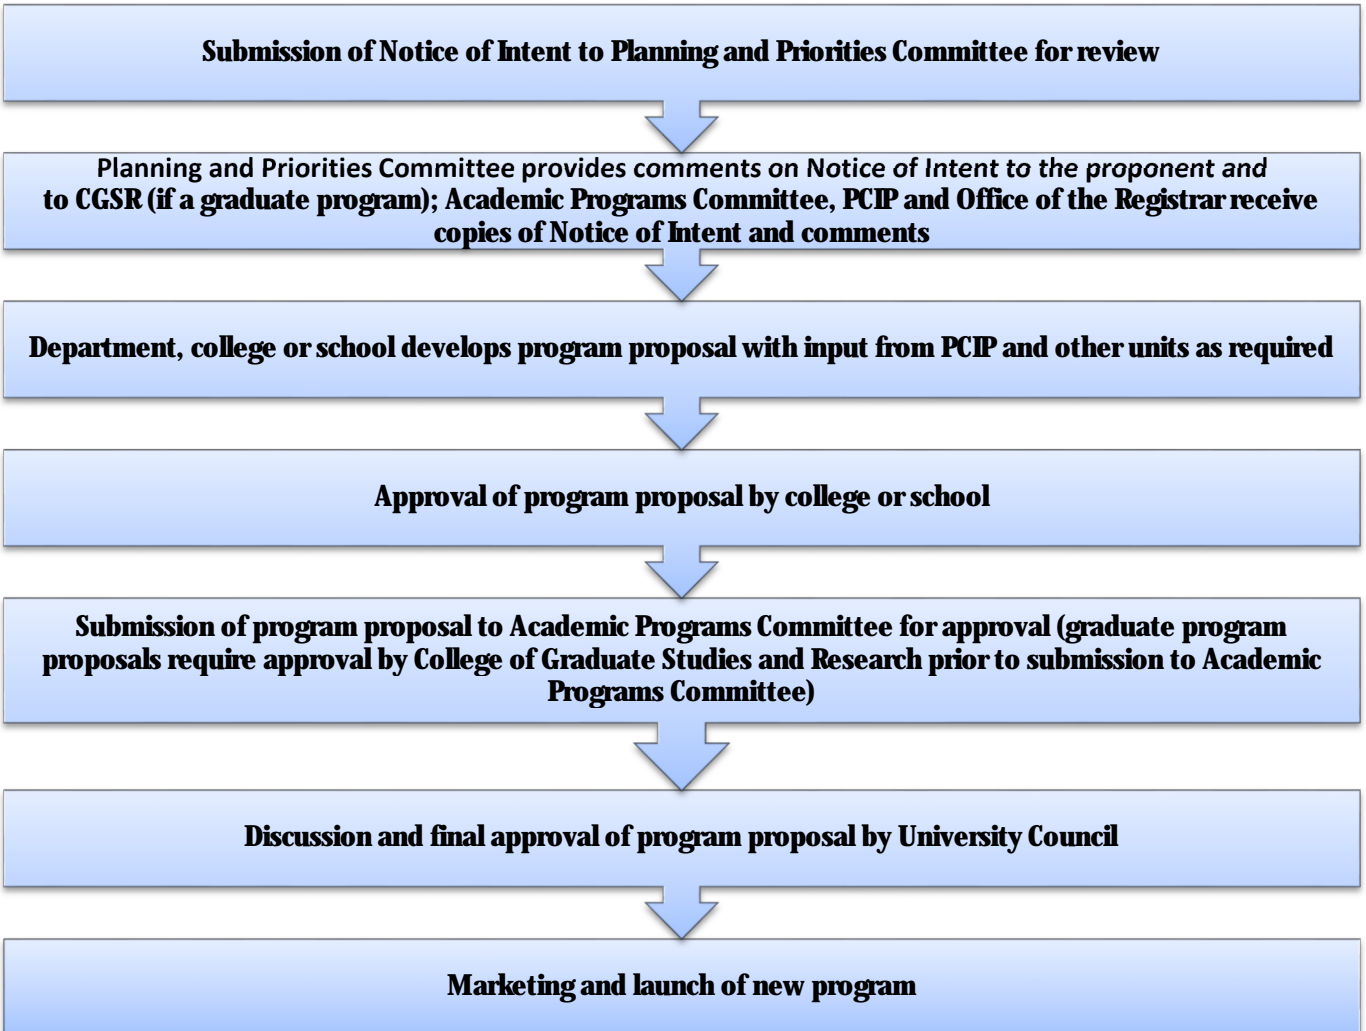 Submission of Notice of Intent to Planning and Priorities Committee for review
Planning and Priorities Committee provides comments on Notice of Intent to the proponent and
to CGSR (if a graduate program); Academic Programs Committee, PCIP and Office of the Registrar receive
copies of Notice of Intent and comments
Department, college or school develops program proposal with input from PCIP and other units as required
Approval of program proposal by college or school
Submission of program proposal to Academic Programs Committee for approval (graduate program
proposals require approval by College of Graduate Studies and Research prior to submission to Academic
Programs Committee)
Discussion and final approval of program proposal by University Council
Marketing and launch of new program